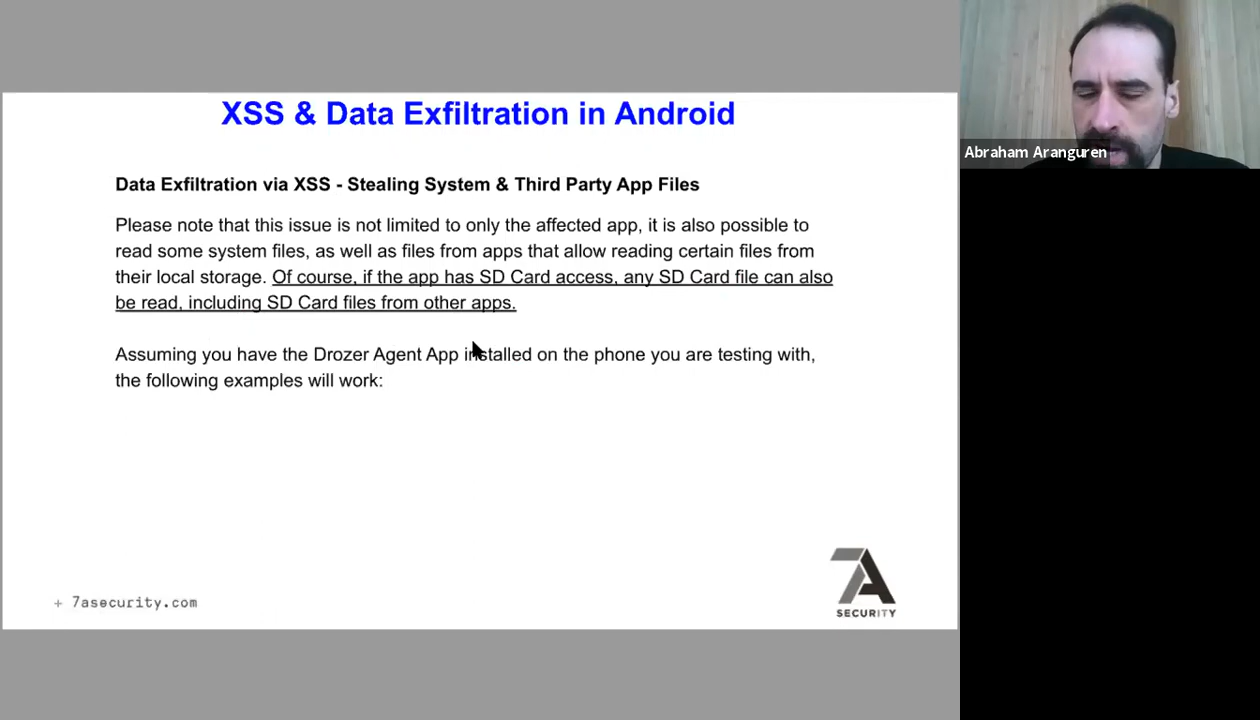 XSS & Data Exfiltration in Android
Abraham Aranguren
Data Exfiltration via XSS - Stealing System & Third Party App Files
Please note that this issue is not limited to only the affected app, it is also possible to
read some system files, as well as files from apps that allow reading certain files from
their local storage. Of course, if the app has SD Card access, any SD Card file can also
be read, including SD Card files from other apps.
Assuming you have the Drozer Agent App installed on the phone you are testing with,
the following examples will work:
+ 7asecurity.com
7A
SECURITY